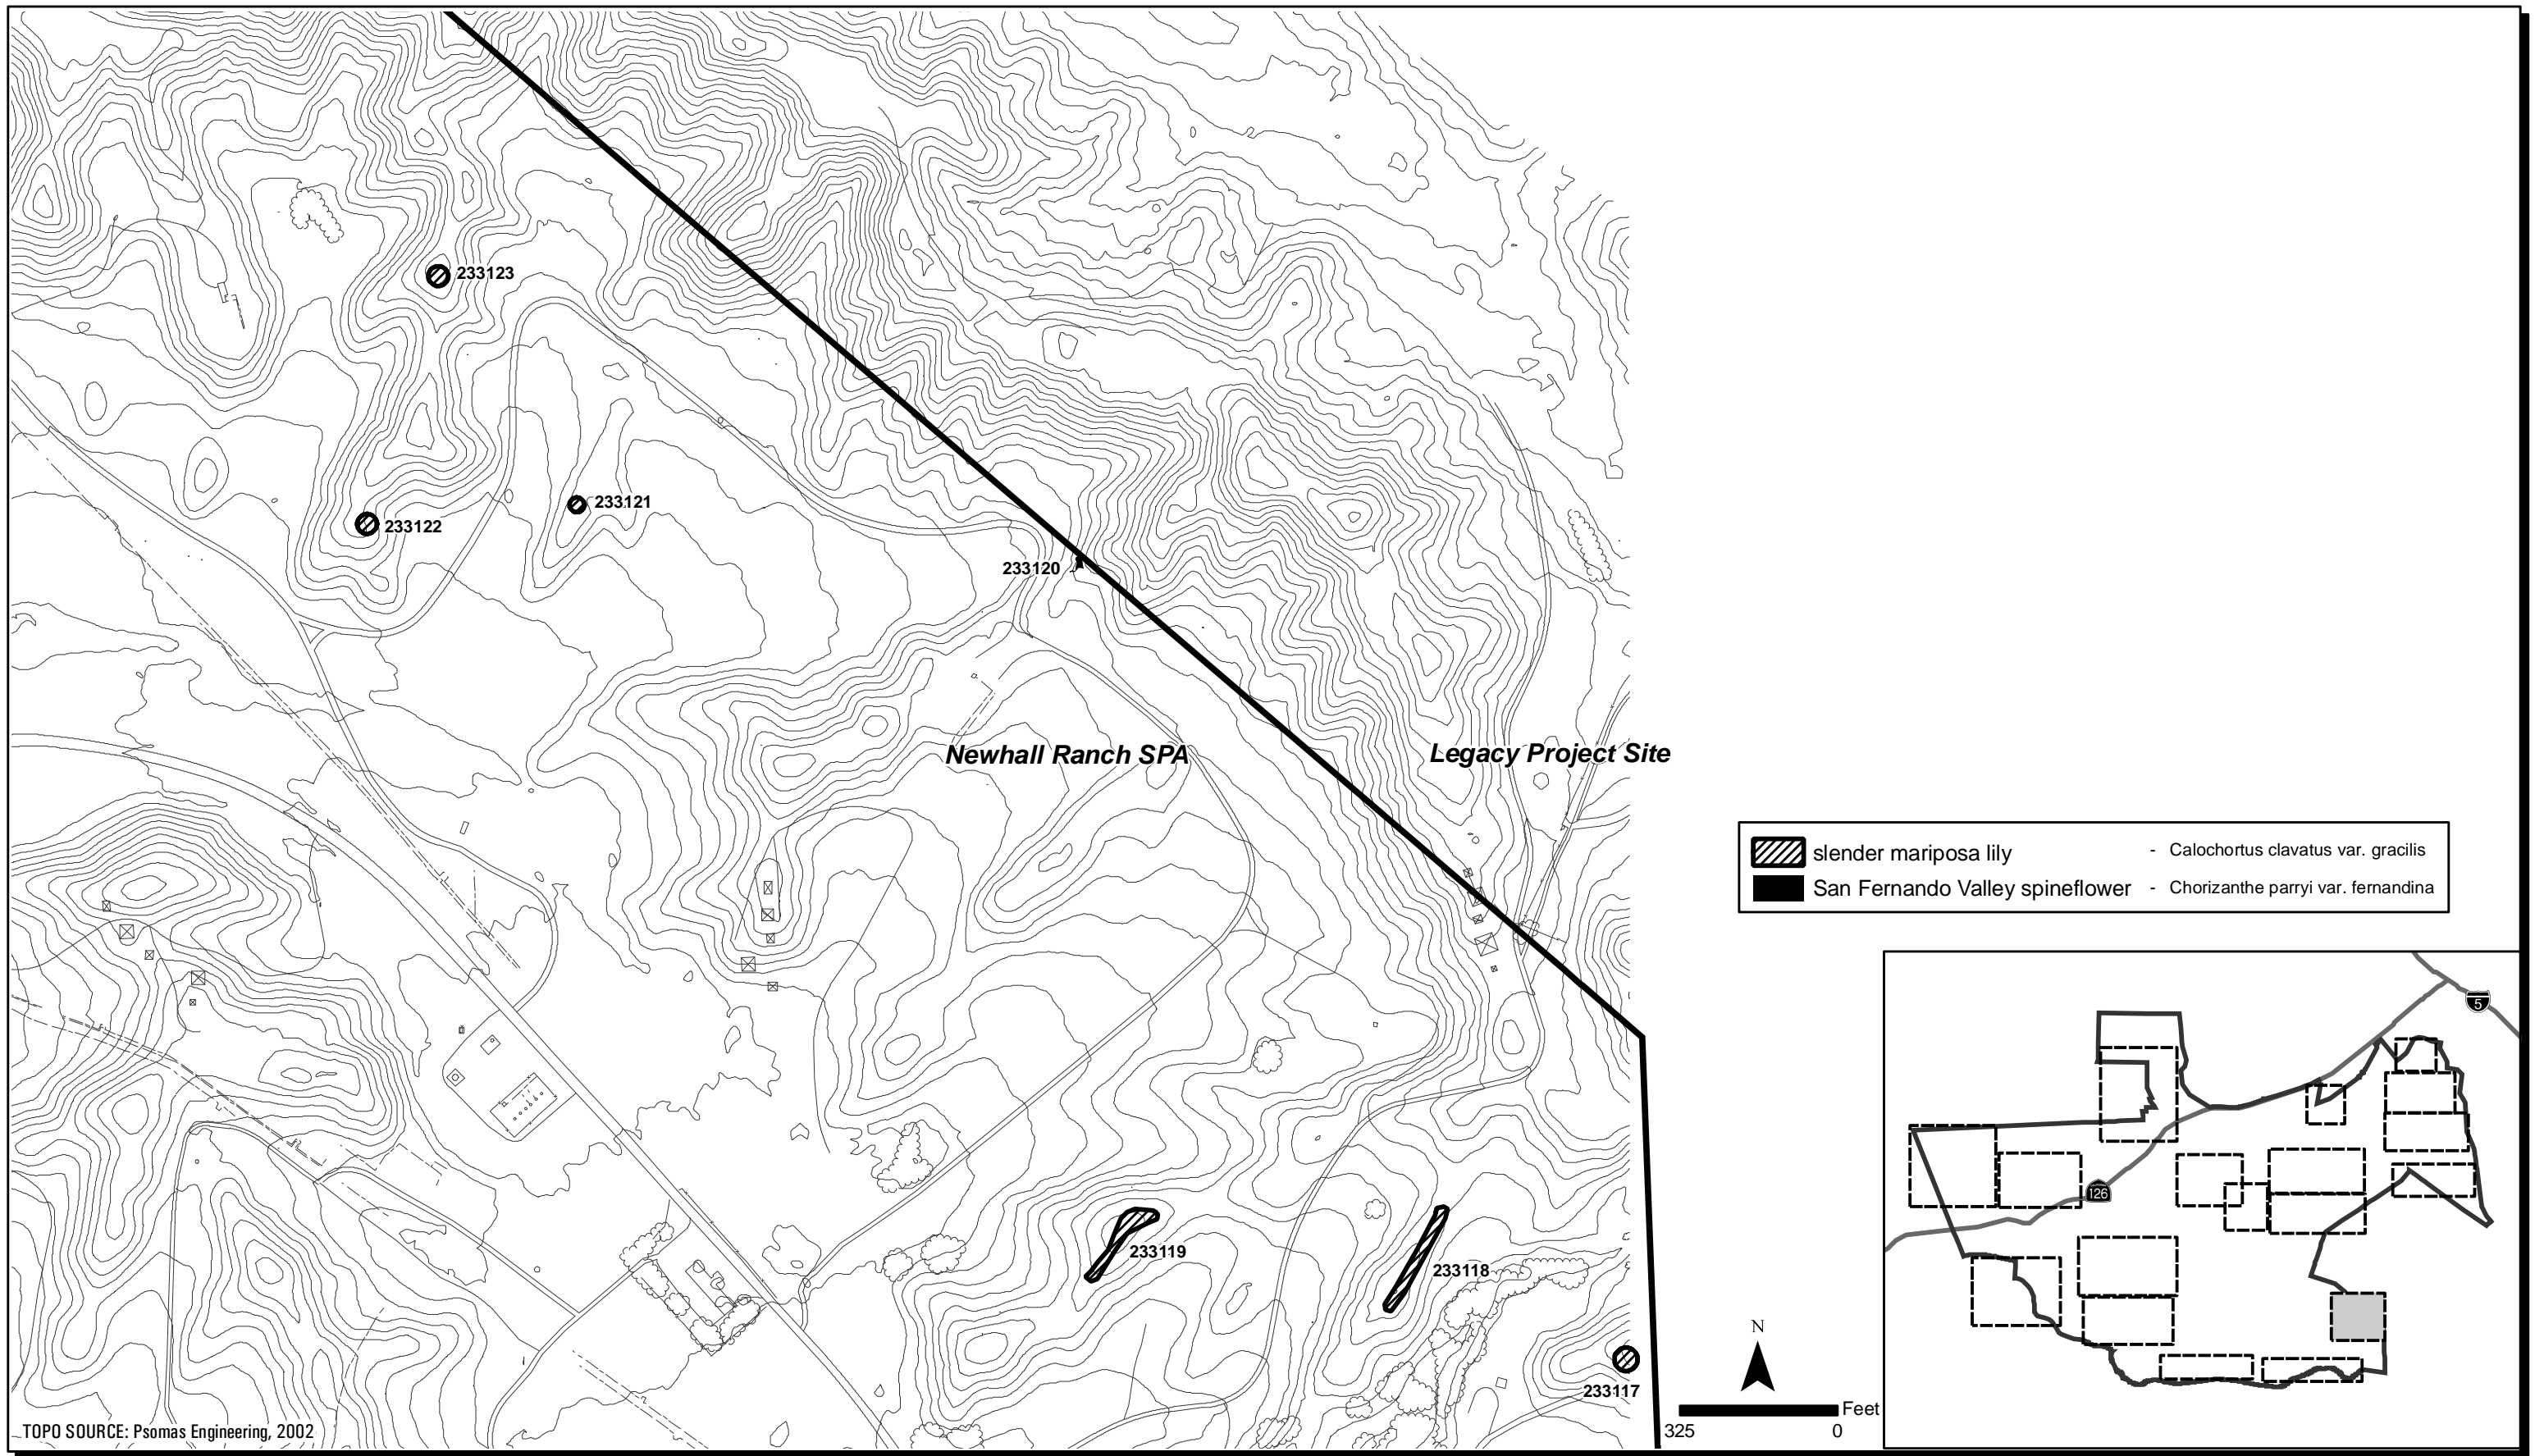 233123
233121
233122
233120
Newhall Ranch SPA
Legacy Project Site
slender mariposa lily - Calochortus clavatus var. gracilis
San Fernando Valley spineflower - Chorizanthe parryi var. fernandina
5
126
233119
233118
233117
N
Feet
325 0
TOPO SOURCE: Psomas Engineering, 2002